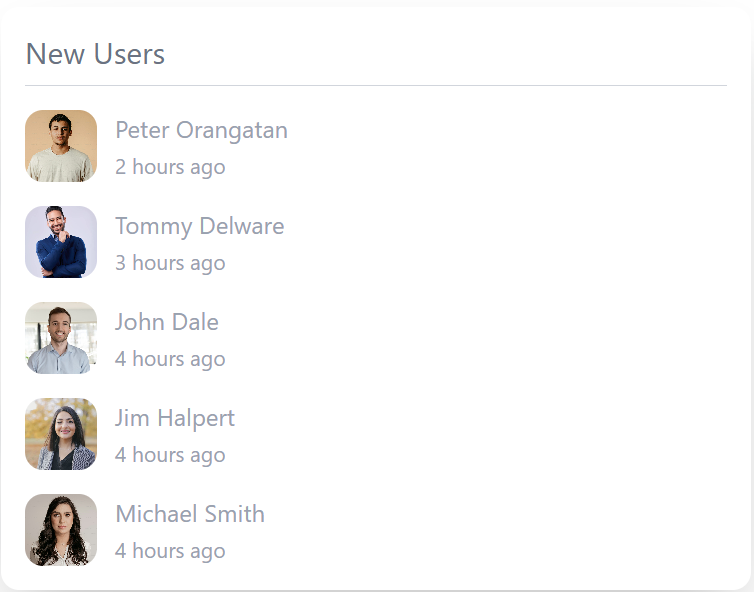 New Users
Peter Orangatan
2 hours ago
Tommy Delware
3 hours ago
John Dale
4 hours ago
Jim Halpert
4 hours ago
Michael Smith
4 hours ago